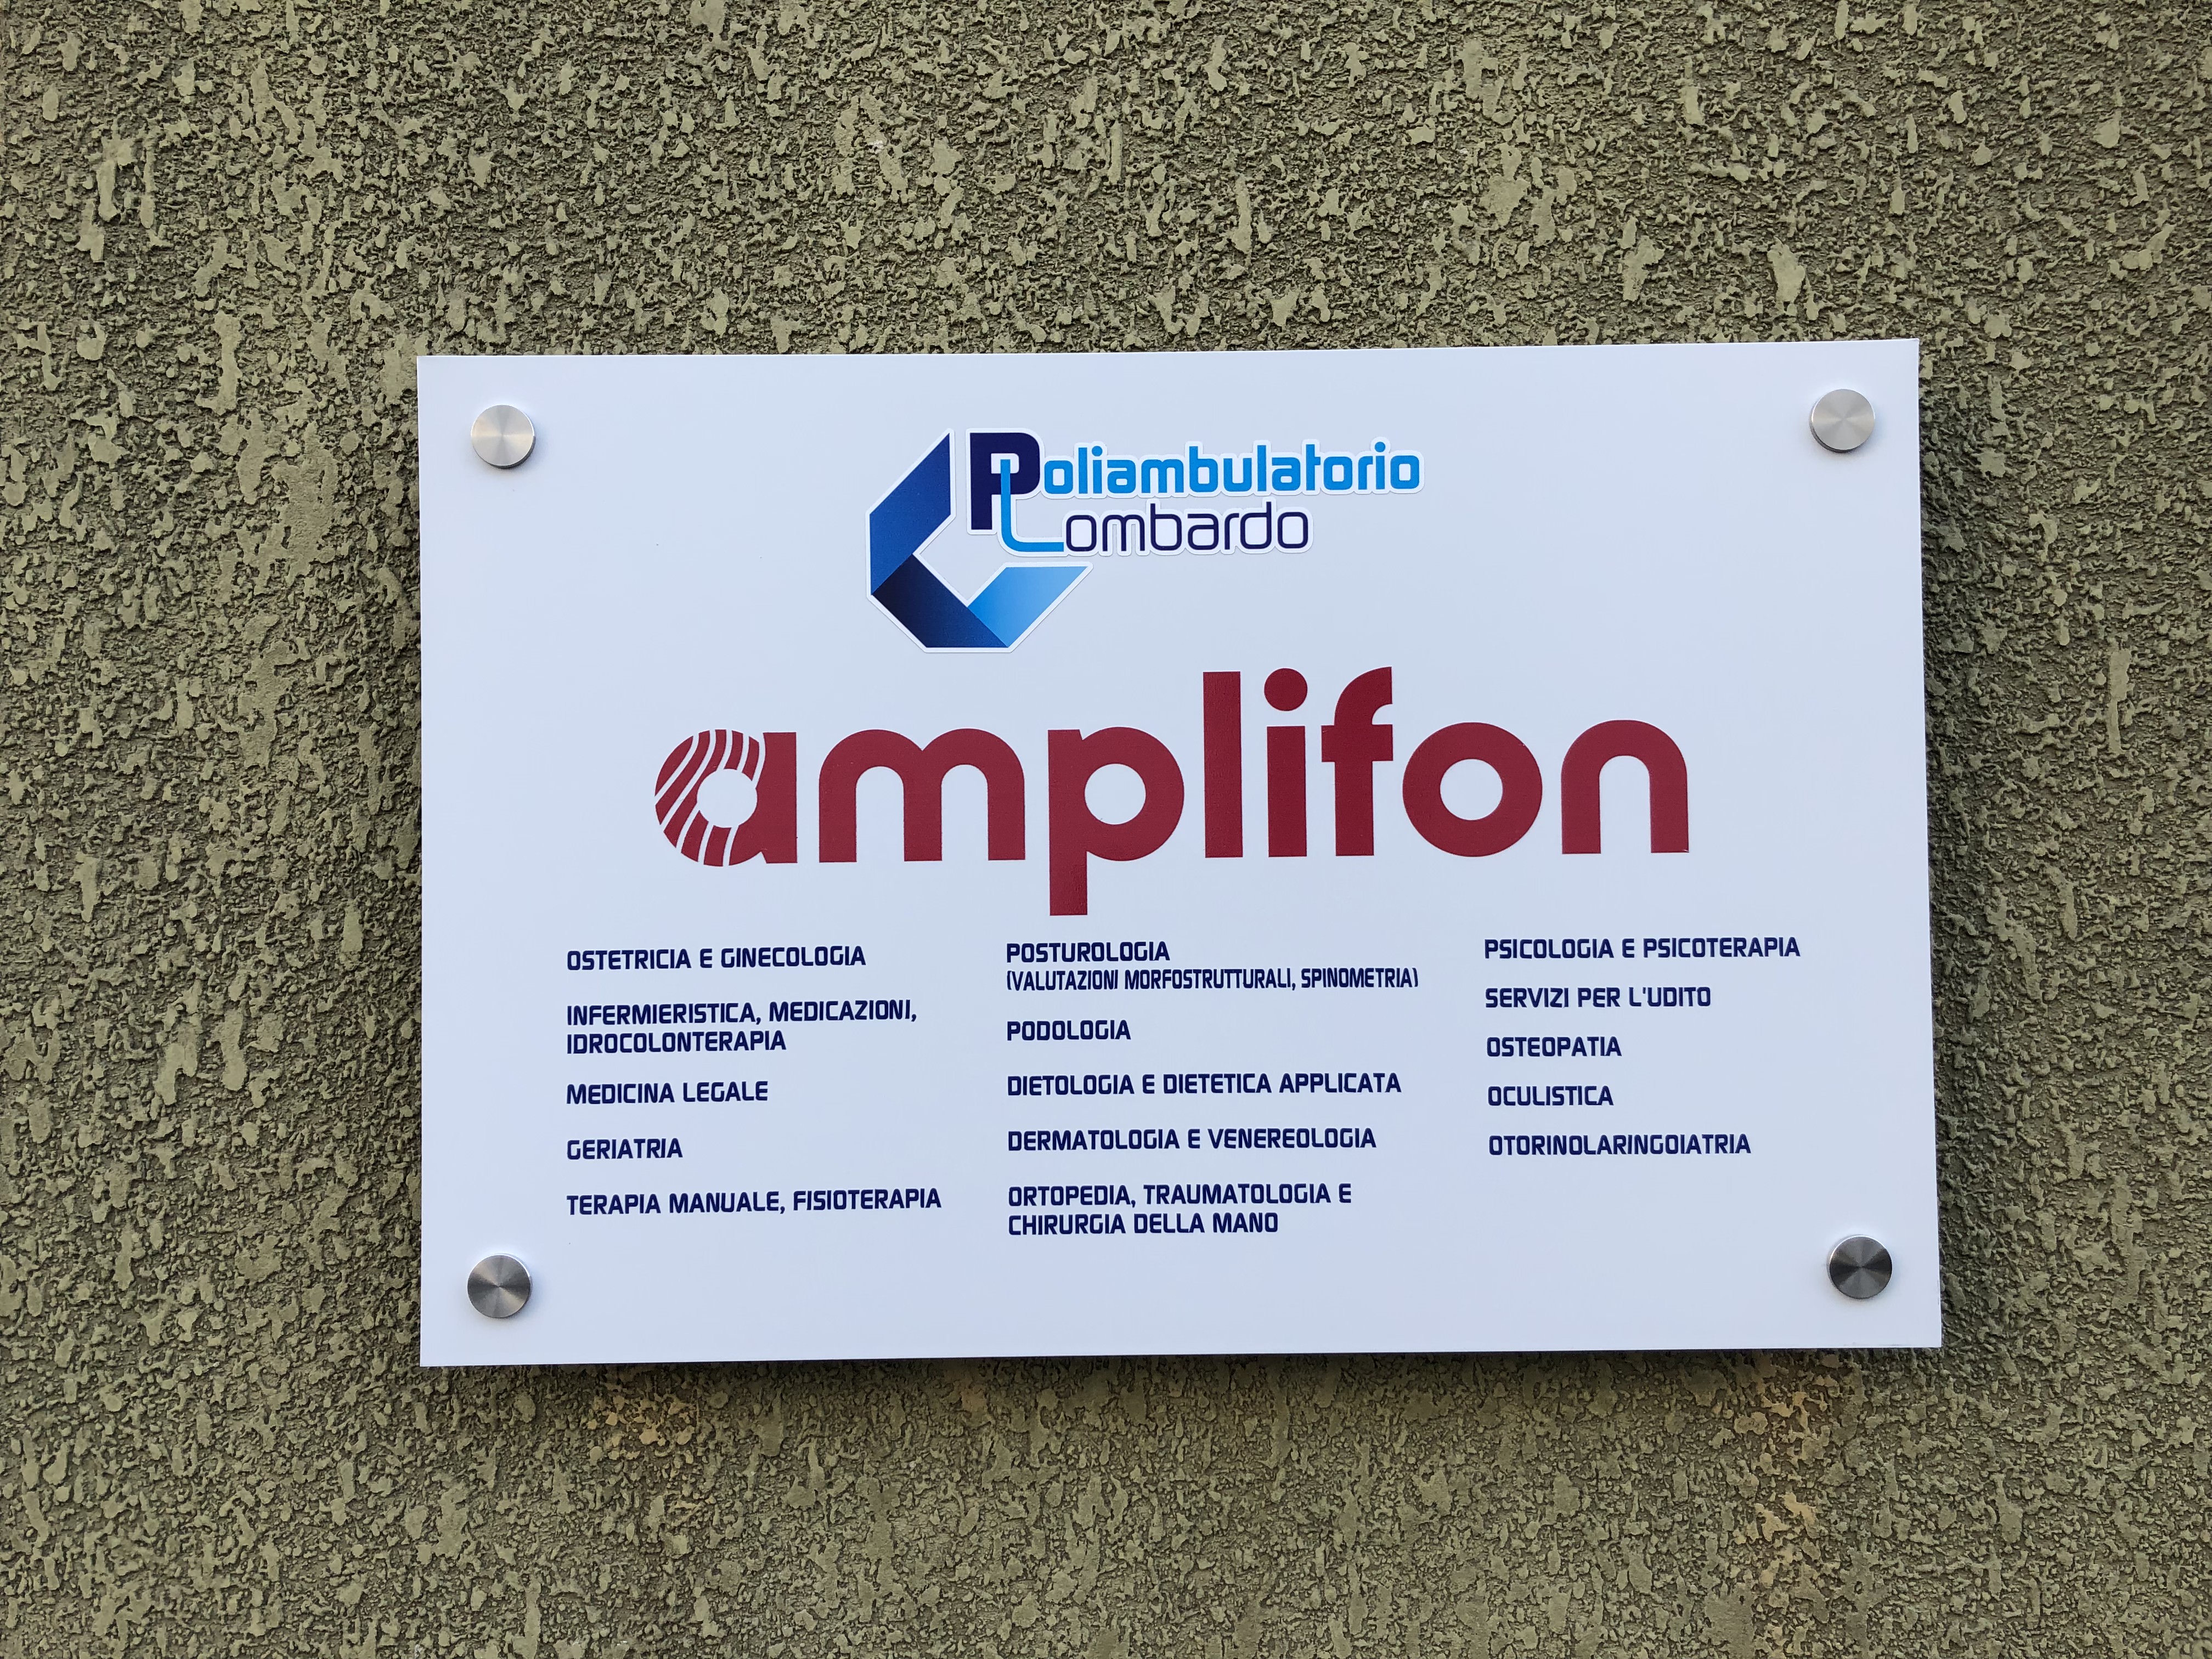 Poliambulatorio
Lombardo
amplifon
OSTETRICIA E GINECOLOGIA
INFERMIERISTICA, MEDICAZIONI,
IDROCOLONTERAPIA
MEDICINA LEGALE
GERIATRIA
TERAPIA MANUALE, FISIOTERAPIA
POSTUROLOGIA
(VALUTAZIONI MORFOSTRUTTURALI, SPINOMETRIA)
PODOLOGIA
DIETOLOGIA E DIETETICA APPLICATA
DERMATOLOGIA E VENEREOLOGIA
ORTOPEDIA, TRAUMATOLOGIA E
CHIRURGIA DELLA MANO
PSICOLOGIA E PSICOTERAPIA
SERVIZI PER L'UDITO
OSTEOPATIA
OCULISTICA
OTORINOLARINGOIATRIA